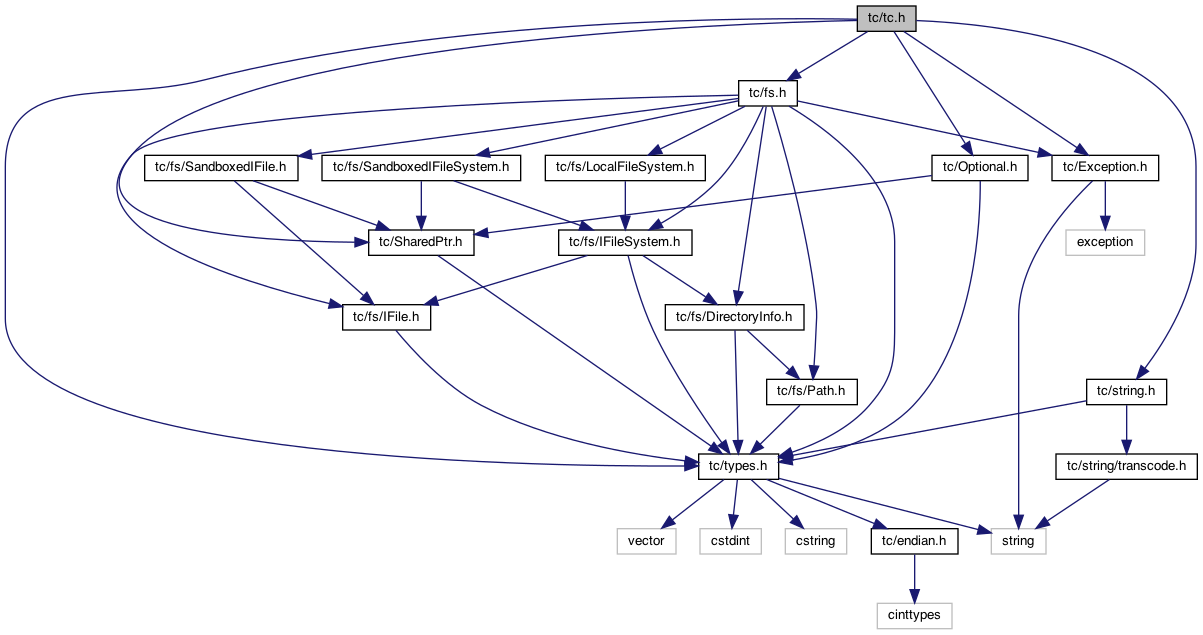 tc/tc.h
tc/fs.h
tc/fs/SandboxedIFile.h
tc/fs/SandboxedIFileSystem.h
tc/fs/LocalFileSystem.h
tc/Optional.h
tc/Exception.h
tc/SharedPtr.h
tc/fs/IFileSystem.h
exception
tc/fs/IFile.h
tc/fs/DirectoryInfo.h
tc/fs/Path.h
tc/string.h
tc/types.h
tc/string/transcode.h
vector
cstdint
cstring
tc/endian.h
string
cinttypes